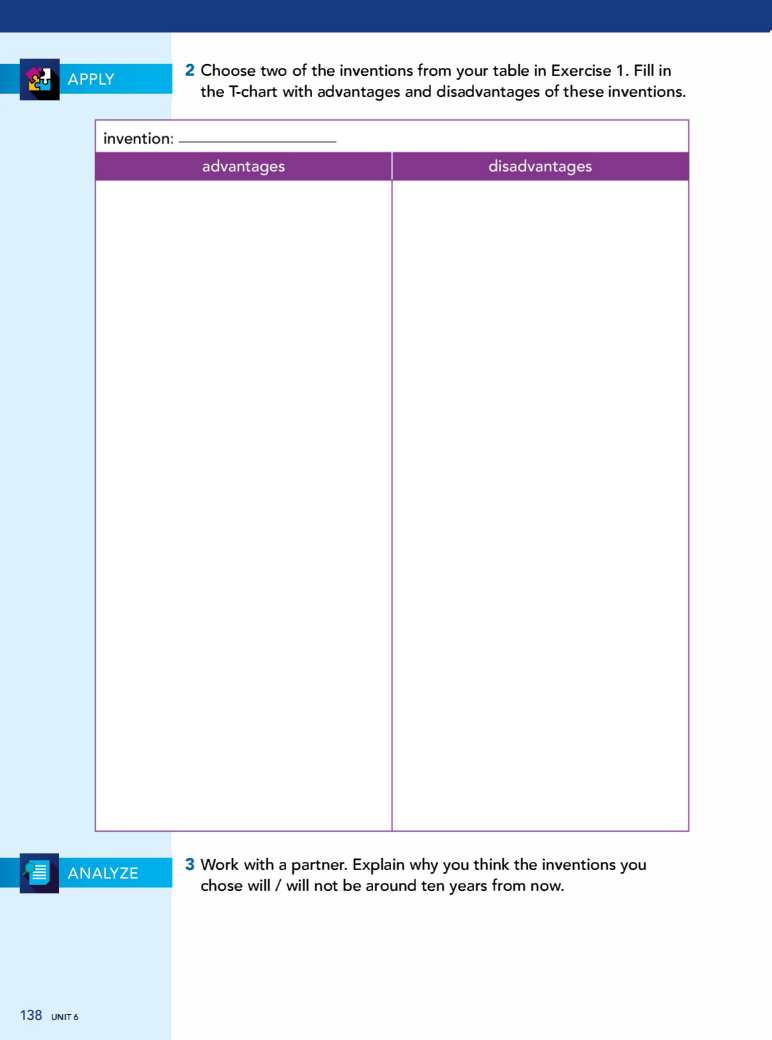 APPLY
2 Choose two of the inventions from your table in Exercise 1. Fill in
the T-chart with advantages and disadvantages of these inventions.
invention:
advantages
disadvantages
ANALYZE
3 Work with a partner. Explain why you think the inventions you
chose will / will not be around ten years from now.
138 UNIT 6